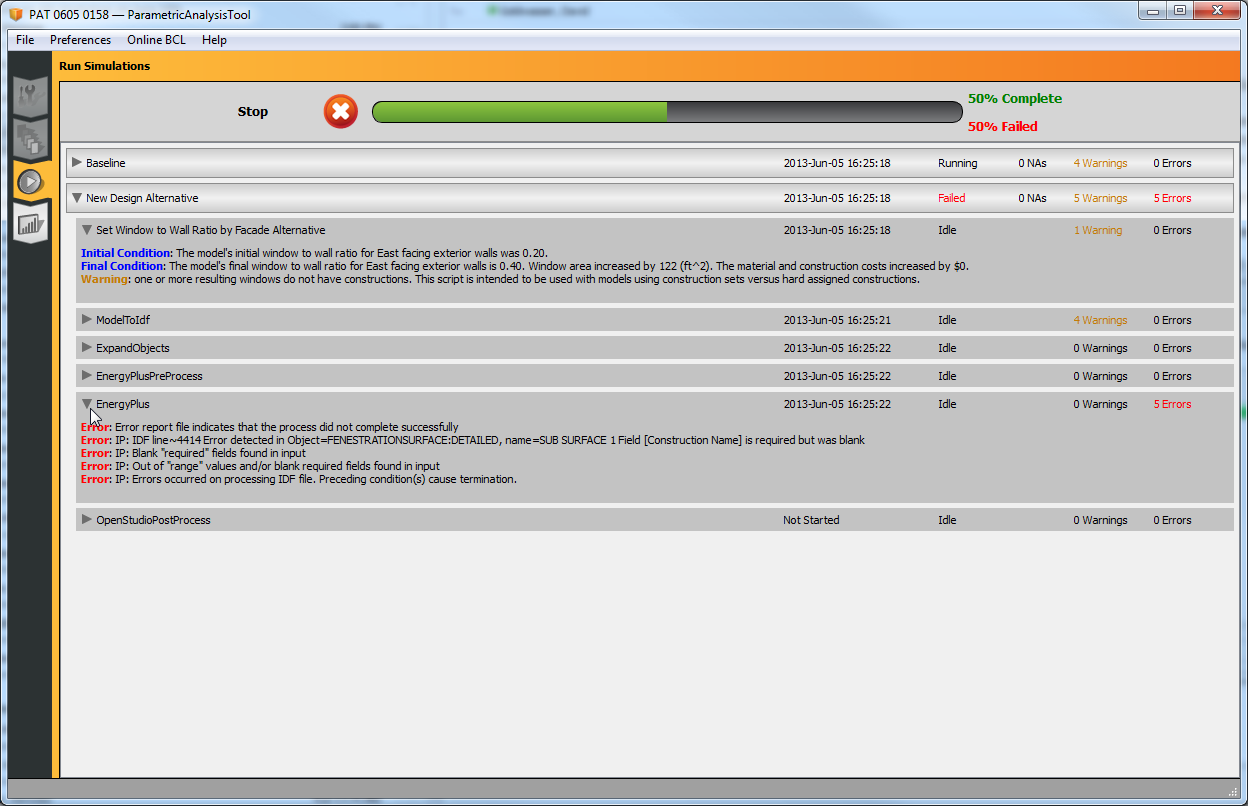 PAT 0605 0158 — ParametricAnalysisTool
File Preferences Online BCL Help
Run Simulations
Stop
50% Complete
50% Failed
Baseline 2013-Jun-05 16:25:18 Running 0 NAs 4 Warnings 0 Errors
New Design Alternative 2013-Jun-05 16:25:18 Failed 0 NAs 5 Warnings 5 Errors
Set Window to Wall Ratio by Facade Alternative 2013-Jun-05 16:25:18 Idle 1 Warning 0 Errors
Initial Condition: The model's initial window to wall ratio for East facing exterior walls was 0.20.
Final Condition: The model's final window to wall ratio for East facing exterior walls is 0.40. Window area increased by 122 (ft^2). The material and construction costs increased by $0.
Warning: one or more resulting windows do not have constructions. This script is intended to be used with models using construction sets versus hard assigned constructions.
ModelToIdf 2013-Jun-05 16:25:21 Idle 4 Warnings 0 Errors
ExpandObjects 2013-Jun-05 16:25:22 Idle 0 Warnings 0 Errors
EnergyPlusPreProcess 2013-Jun-05 16:25:22 Idle 0 Warnings 0 Errors
EnergyPlus 2013-Jun-05 16:25:22 Idle 0 Warnings 5 Errors
Error: Error report file indicates that the process did not complete successfully
Error: IP: IDF line~4414 Error detected in Object=FENESTRATIONSURFACE:DETAILED, name=SUB SURFACE 1 Field [Construction Name] is required but was blank
Error: IP: Blank "required" fields found in input
Error: IP: Out of "range" values and/or blank required fields found in input
Error: IP: Errors occurred on processing IDF file. Preceding condition(s) cause termination.
OpenStudioPostProcess Not Started Idle 0 Warnings 0 Errors